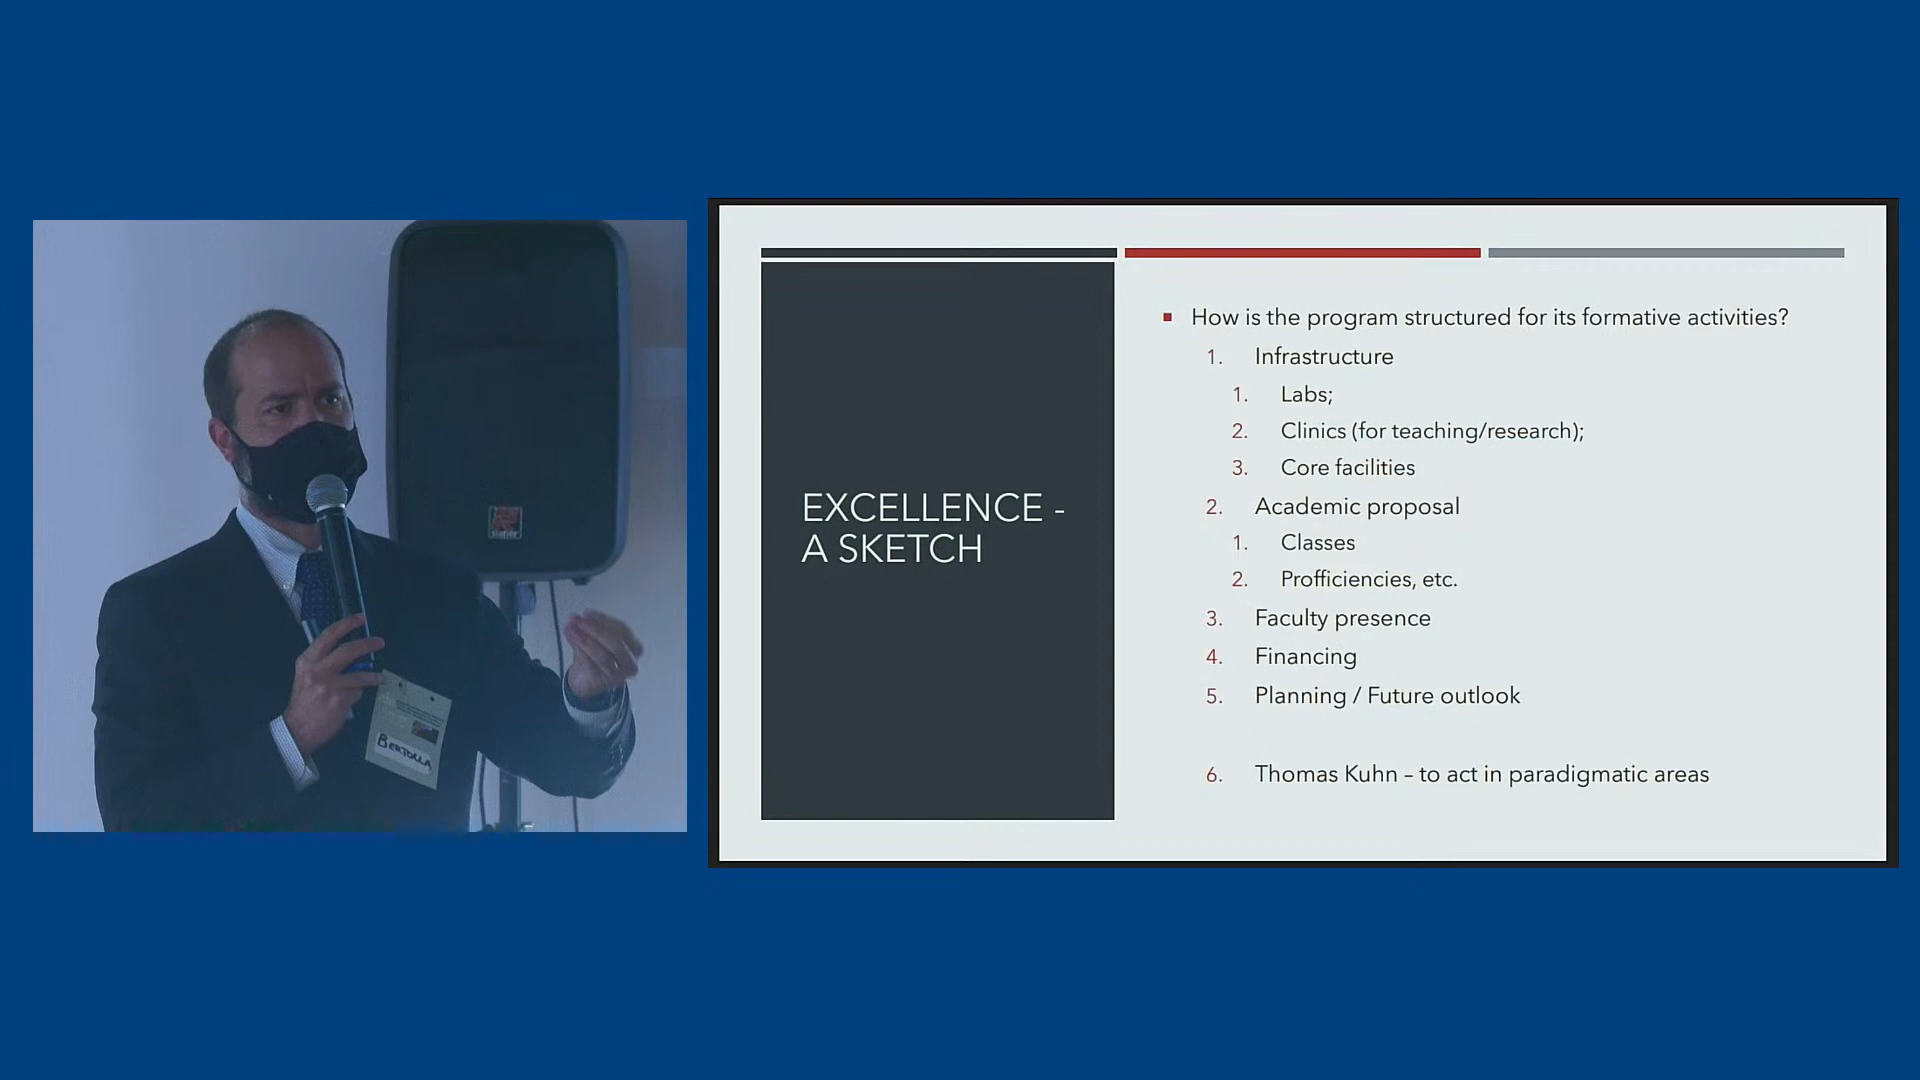 BERTOLLA
EXCELLENCE -
A SKETCH
How is the program structured for its formative activities?
1. Infrastructure
1. Labs;
2. Clinics (for teaching/research);
3. Core facilities
2. Academic proposal
1. Classes
2. Profficiencies, etc.
3. Faculty presence
4. Financing
5. Planning / Future outlook
6. Thomas Kuhn – to act in paradigmatic areas